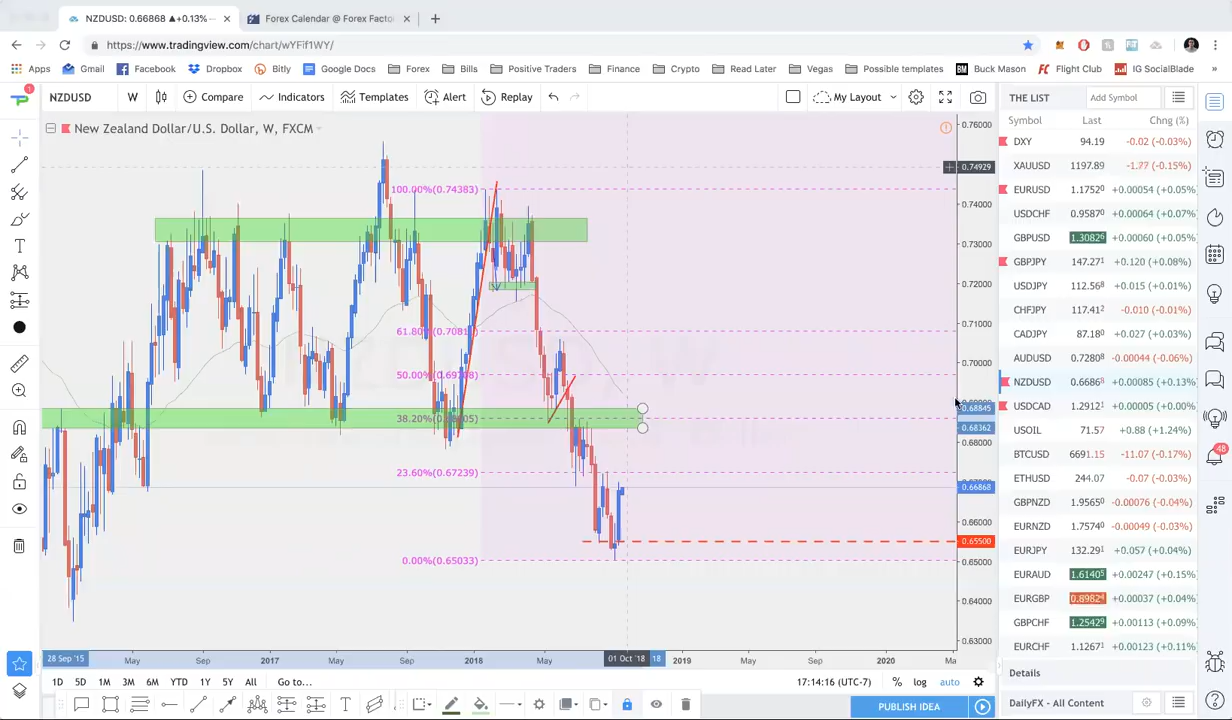 NZDUSD: 0.66868 ▲+0.13%
Forex Calendar @ Forex Facto
https://www.tradingview.com/chart/wYFif1WY/
Apps Gmail Facebook Dropbox Bitly Google Docs Forex Bills Positive Traders Finance Crypto Read Later Vegas Possible templates Buck Mason Flight Club IG SocialBlade
NZDUSD W Compare Indicators Templates Alert Replay My Layout
New Zealand Dollar/U.S. Dollar, W, FXCM
100.00%(0.74383)
50.00%(0.69708)
23.60%(0.67239)
0.00%(0.65033)
0.76000
0.74929
0.74000
0.73000
0.72000
0.71000
0.70000
0.68845
0.68362
0.68000
0.66868
0.66000
0.65500
0.65000
0.64000
0.63000
28 Sep '15 May Sep 2017 May Sep 2018 May 01 Oct '18 18 2019 May Sep 2020 Ma
1D 5D 1M 3M 6M YTD 1Y 5Y All Go to...
17:14:16 (UTC-7) % log auto
PUBLISH IDEA
THE LIST Add Symbol
Symbol Last Chng (%)
DXY 94.19 -0.02 (-0.03%)
XAUUSD 1197.89 -1.77 (-0.15%)
EURUSD 1.17520 +0.00054 (+0.05%)
USDCHF 0.95870 +0.00064 (+0.07%)
GBPUSD 1.30826 +0.00060 (+0.05%)
GBPJPY 147.271 +0.120 (+0.08%)
USDJPY 112.568 +0.015 (+0.01%)
CHFJPY 117.412 -0.010 (-0.01%)
CADJPY 87.180 +0.027 (+0.03%)
AUDUSD 0.72808 -0.00044 (-0.06%)
NZDUSD 0.66868 +0.00085 (+0.13%)
USDCAD 1.29121 +0.00005 (+0.00%)
USOIL 71.57 +0.88 (+1.24%)
BTCUSD 6691.15 -11.07 (-0.17%)
ETHUSD 244.07 -0.07 (-0.03%)
GBPNZD 1.95650 -0.00076 (-0.04%)
EURNZD 1.75740 -0.00049 (-0.03%)
EURJPY 132.291 +0.057 (+0.04%)
EURAUD 1.61405 +0.00247 (+0.15%)
EURGBP 0.89824 +0.00037 (+0.04%)
GBPCHF 1.25429 +0.00113 (+0.09%)
EURCHF 1.12671 +0.00123 (+0.11%)
Details
DailyFX - All Content
1
48